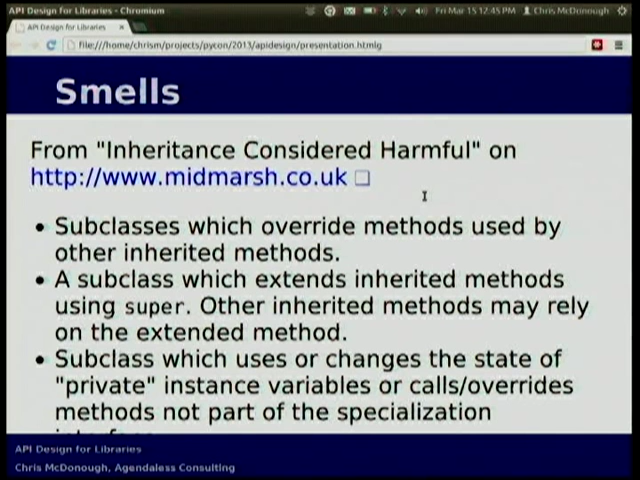 API Design for Libraries - Chromium
Fri Mar 15 12:45 PM
Chris McDonough
API Design for Libraries
file:///home/chrism/projects/pycon/2013/apidesign/presentation.html
Smells
From "Inheritance Considered Harmful" on
http://www.midmarsh.co.uk
• Subclasses which override methods used by
other inherited methods.
• A subclass which extends inherited methods
using super. Other inherited methods may rely
on the extended method.
• Subclass which uses or changes the state of
"private" instance variables or calls/overrides
methods not part of the specialization
API Design for Libraries
Chris McDonough, Agendaless Consulting